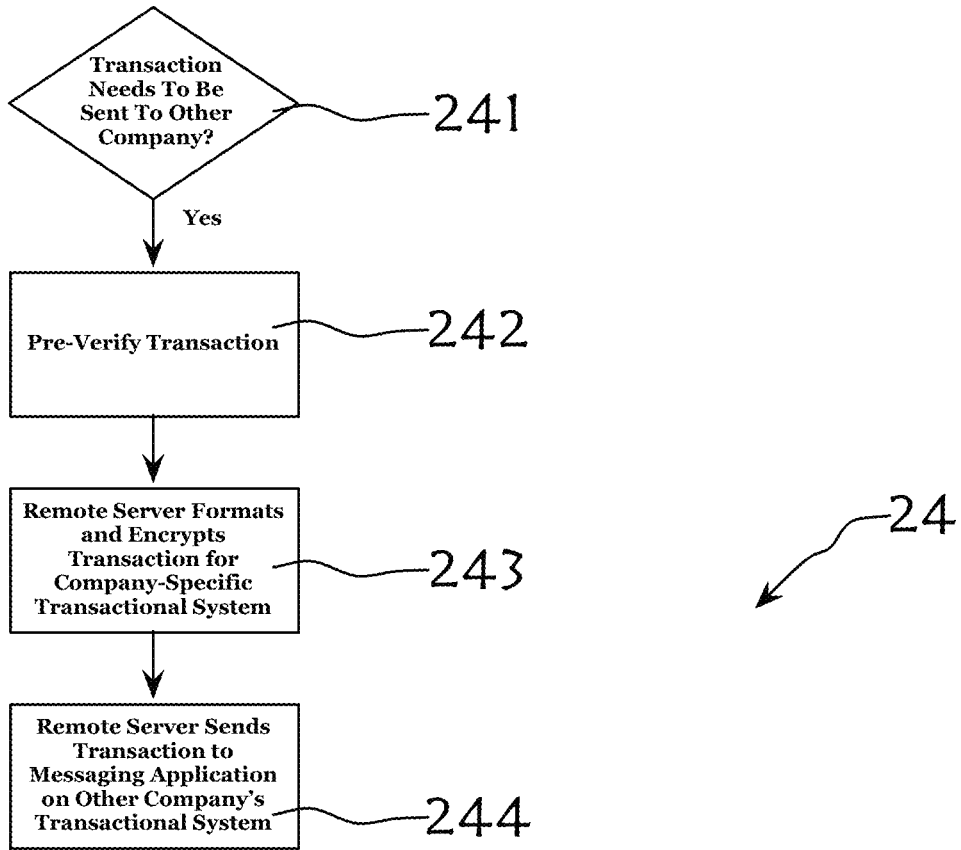 Transaction
Needs To Be
Sent To Other
Company?
241
Yes
Pre-Verify Transaction
242
Remote Server Formats
and Encrypts
Transaction for
Company-Specific
Transactional System
243
24
Remote Server Sends
Transaction to
Messaging Application
on Other Company's
Transactional System
244